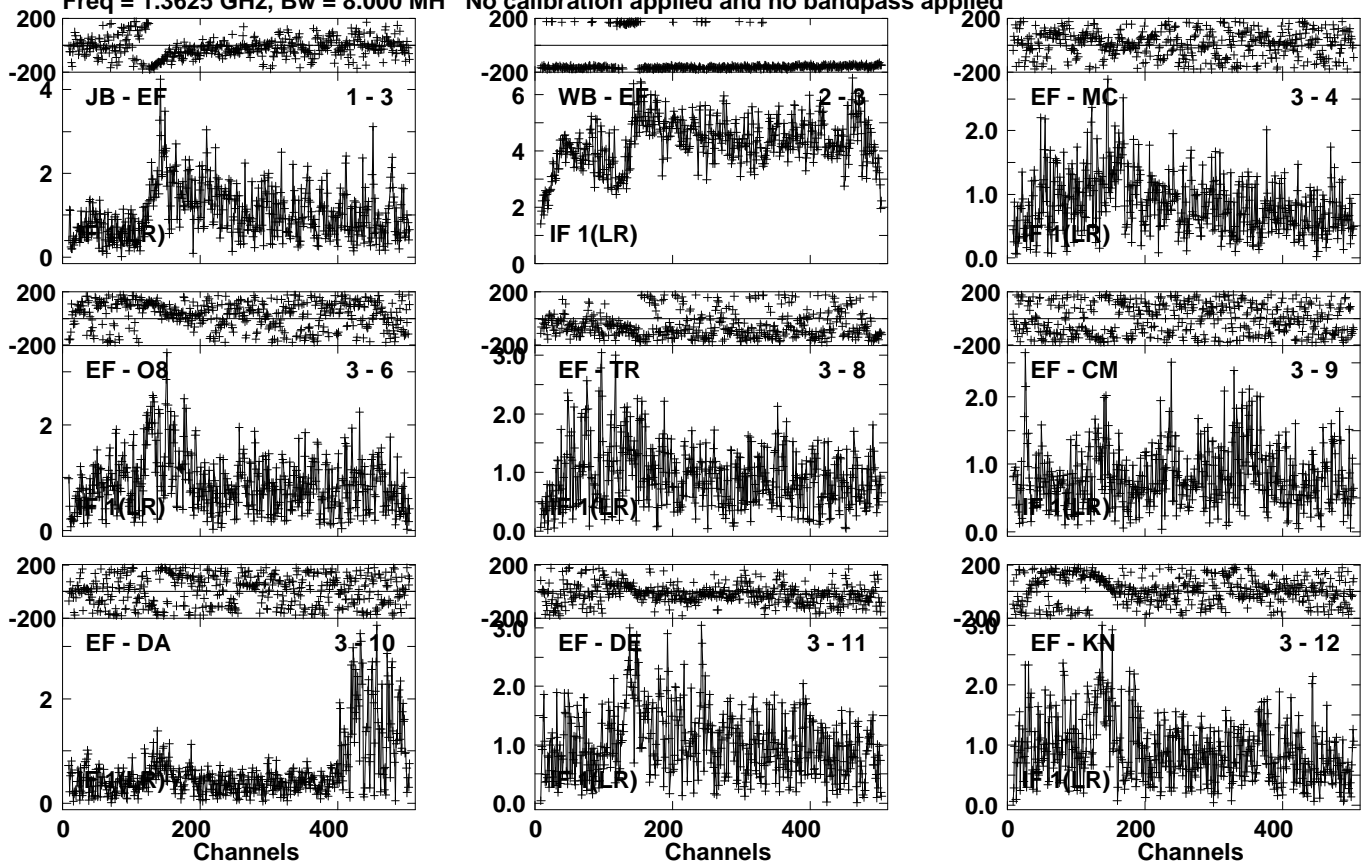 Freq = 1.3625 GHz, Bw = 8.000 MH No calibration applied and no bandpass applied
200
-200
4
2
0
JB - EF 1 - 3
IF 1(LR)
200
-200
6
4
2
0
WB - EF 2 - 3
IF 1(LR)
200
-200
2.0
1.0
0.0
EF - MC 3 - 4
IF 1(LR)
200
-200
2
0
EF - O8 3 - 6
IF 1(LR)
200
-200
3.0
2.0
1.0
0.0
EF - TR 3 - 8
IF 1(LR)
200
-200
2.0
1.0
0.0
EF - CM 3 - 9
IF 1(LR)
200
-200
2
0
EF - DA 3 - 10
IF 1(LR)
0 200 400
Channels
200
-200
3.0
2.0
1.0
0.0
EF - DE 3 - 11
IF 1(LR)
0 200 400
Channels
200
-200
3.0
2.0
1.0
0.0
EF - KN 3 - 12
IF 1(LR)
0 200 400
Channels